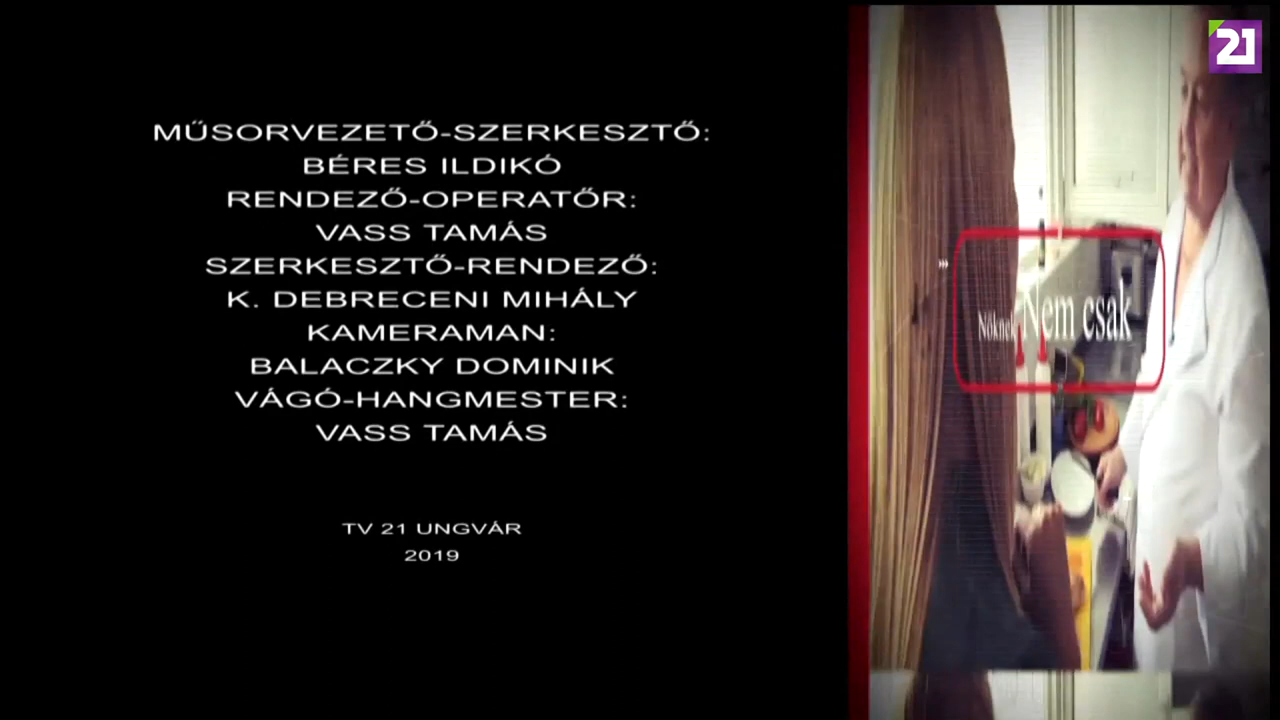 MŰSORVEZETŐ-SZERKESZTŐ:
BÉRES ILDIKÓ
RENDEZŐ-OPERATŐR:
VASS TAMÁS
SZERKESZTŐ-RENDEZŐ:
K. DEBRECENI MIHÁLY
KAMERAMAN:
BALACZKY DOMINIK
VÁGÓ-HANGMESTER:
VASS TAMÁS
TV 21 UNGVÁR
2019
21
Nőknek Nem csak